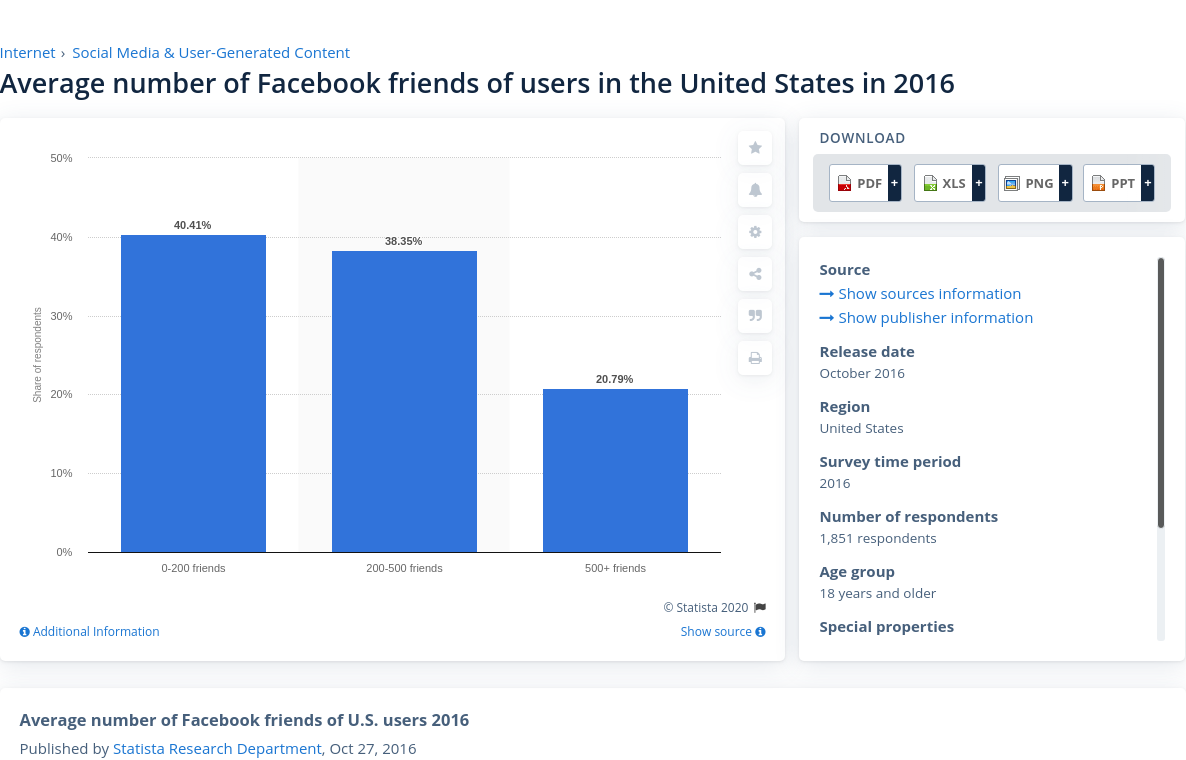 Internet › Social Media & User-Generated Content
Average number of Facebook friends of users in the United States in 2016
50%
40%
30%
20%
10%
0%
Share of respondents
40.41%
38.35%
20.79%
0-200 friends
200-500 friends
500+ friends
© Statista 2020
Additional Information
Show source
DOWNLOAD
PDF +
XLS +
PNG +
PPT +
Source
Show sources information
Show publisher information
Release date
October 2016
Region
United States
Survey time period
2016
Number of respondents
1,851 respondents
Age group
18 years and older
Special properties
Average number of Facebook friends of U.S. users 2016
Published by Statista Research Department, Oct 27, 2016